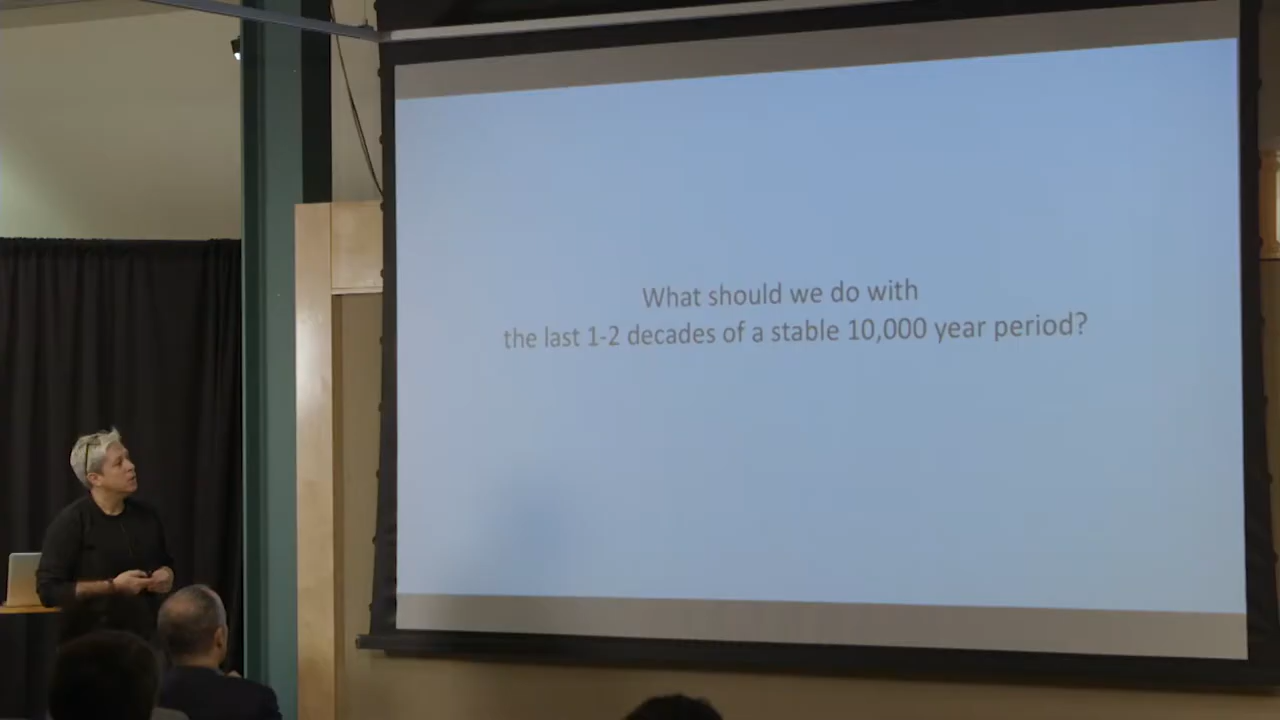 What should we do with
the last 1-2 decades of a stable 10,000 year period?